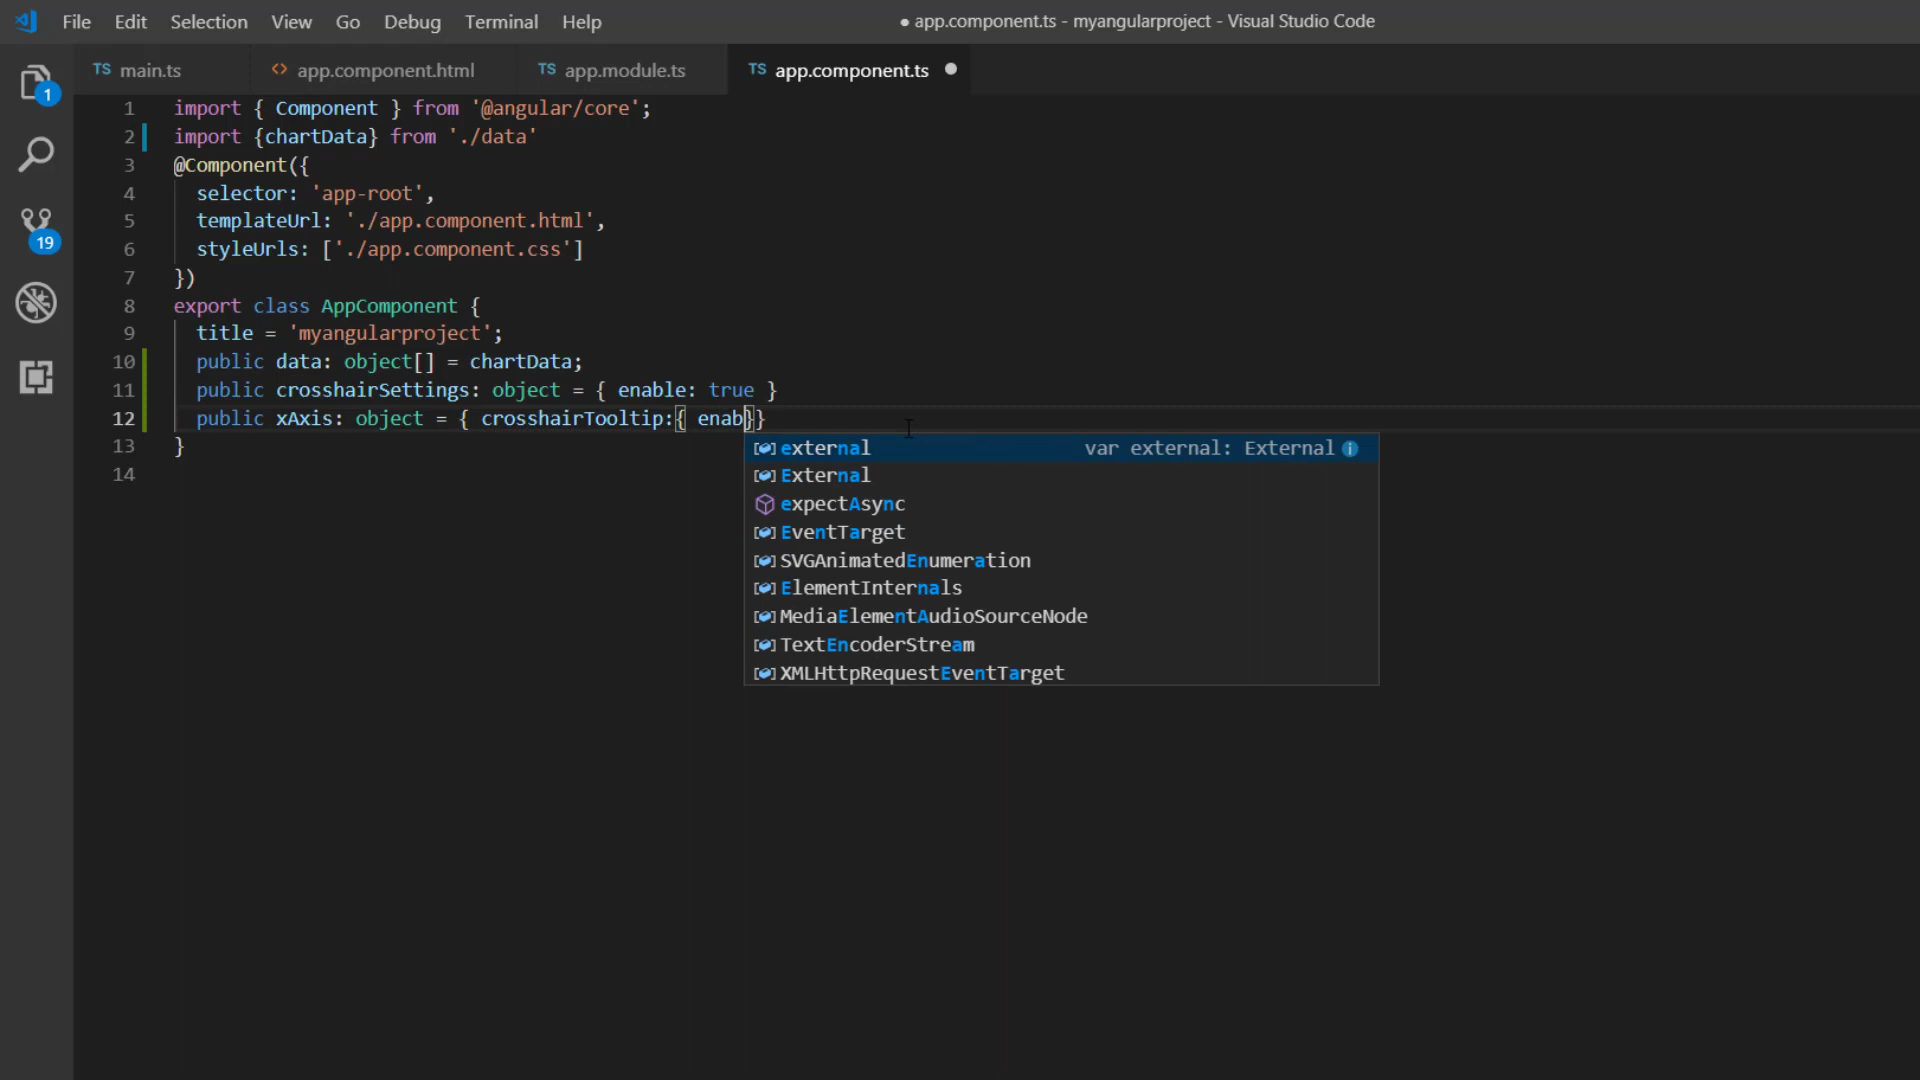 File Edit Selection View Go Debug Terminal Help ● app.component.ts - myangularproject - Visual Studio Code
TS main.ts <> app.component.html TS app.module.ts TS app.component.ts ●
1
19
1 import { Component } from '@angular/core';
2 import {chartData} from './data'
3 @Component({
4 selector: 'app-root',
5 templateUrl: './app.component.html',
6 styleUrls: ['./app.component.css']
7 })
8 export class AppComponent {
9 title = 'myangularproject';
10 public data: object[] = chartData;
11 public crosshairSettings: object = { enable: true }
12 public xAxis: object = { crosshairTooltip:{ enab}}
13 }
14
external var external: External
External
expectAsync
EventTarget
SVGAnimatedEnumeration
ElementInternals
MediaElementAudioSourceNode
TextEncoderStream
XMLHttpRequestEventTarget